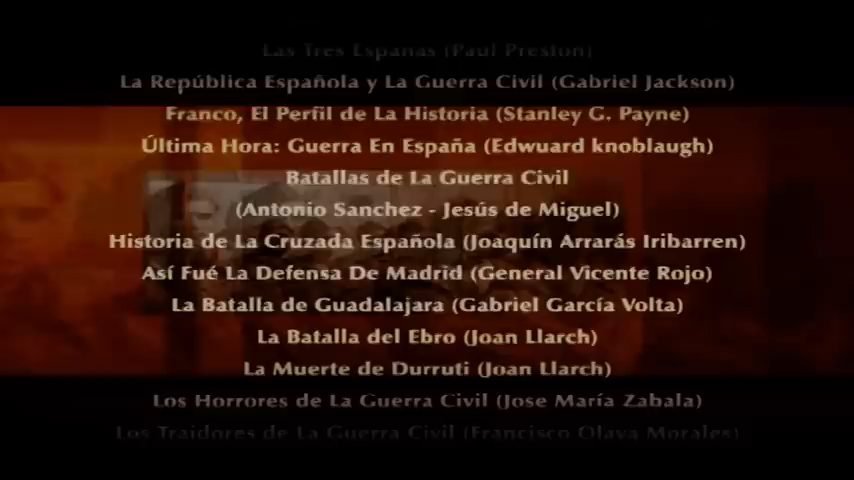 Las Tres Españas (Paul Preston)
La República Española y La Guerra Civil (Gabriel Jackson)
Franco, El Perfil de La Historia (Stanley G. Payne)
Última Hora: Guerra En España (Edwuard knoblaugh)
Batallas de La Guerra Civil
(Antonio Sanchez - Jesús de Miguel)
Historia de La Cruzada Española (Joaquín Arrarás Iribarren)
Así Fué La Defensa De Madrid (General Vicente Rojo)
La Batalla de Guadalajara (Gabriel García Volta)
La Batalla del Ebro (Joan Llarch)
La Muerte de Durruti (Joan Llarch)
Los Horrores de La Guerra Civil (Jose María Zabala)
Los Traidores de La Guerra Civil (Francisco Olaya Morales)